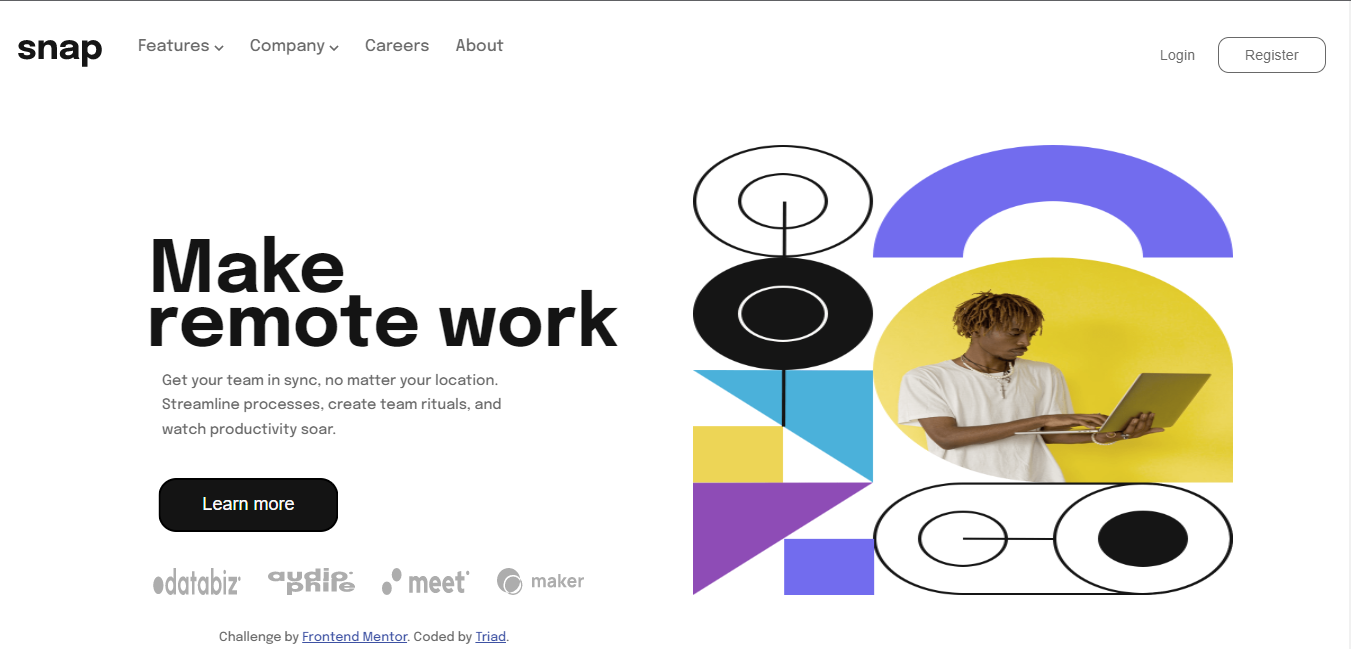 snap
Features
Company
Careers
About
Login
Register
Make
remote work
Get your team in sync, no matter your location.
Streamline processes, create team rituals, and
watch productivity soar.
Learn more
databiz
audiophile
meet
maker
Challenge by Frontend Mentor. Coded by Triad.